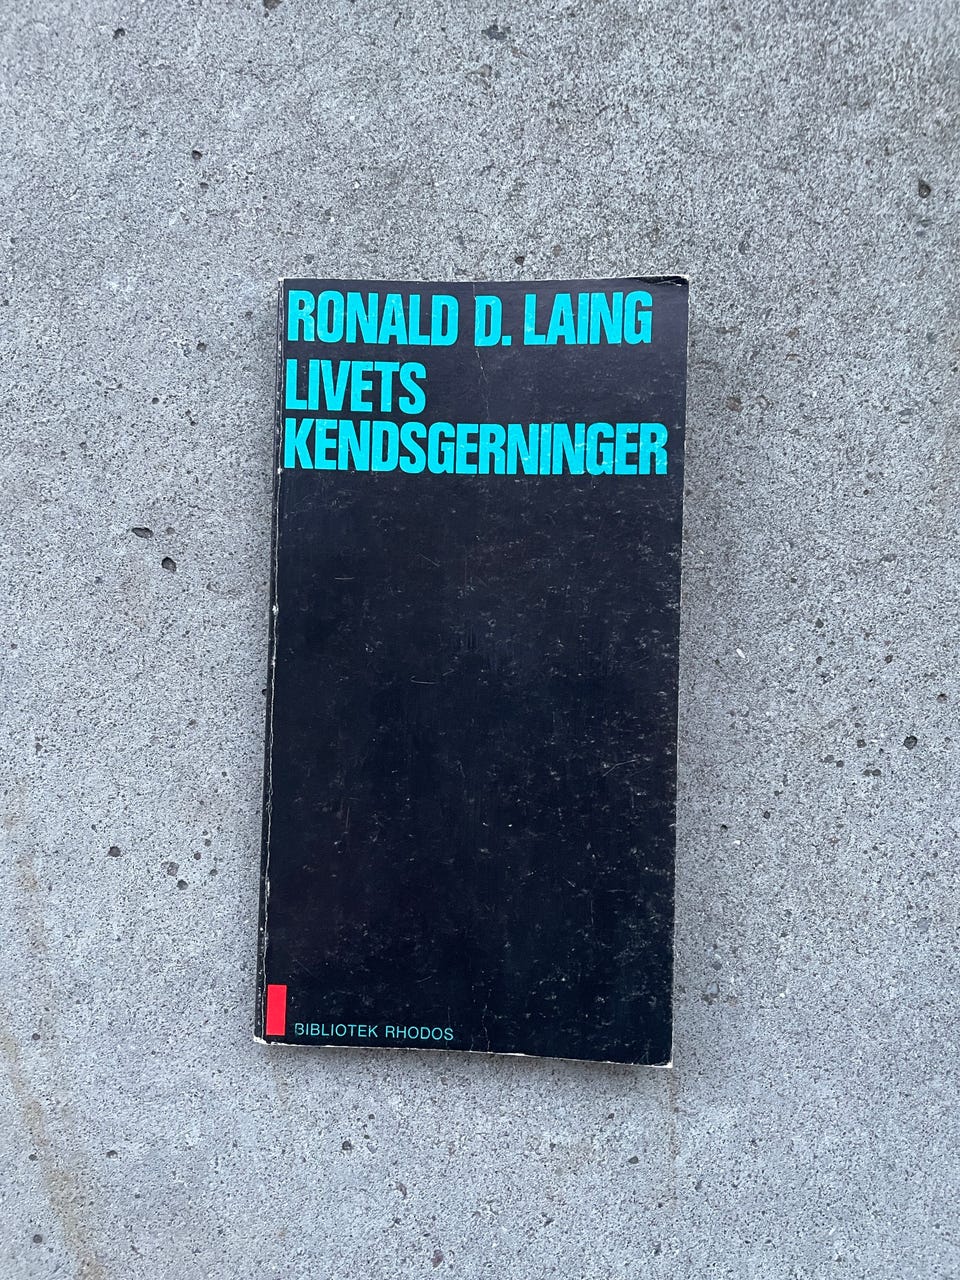 RONALD D. LAING
LIVETS
KENDSGERNINGER
BIBLIOTEK RHODOS